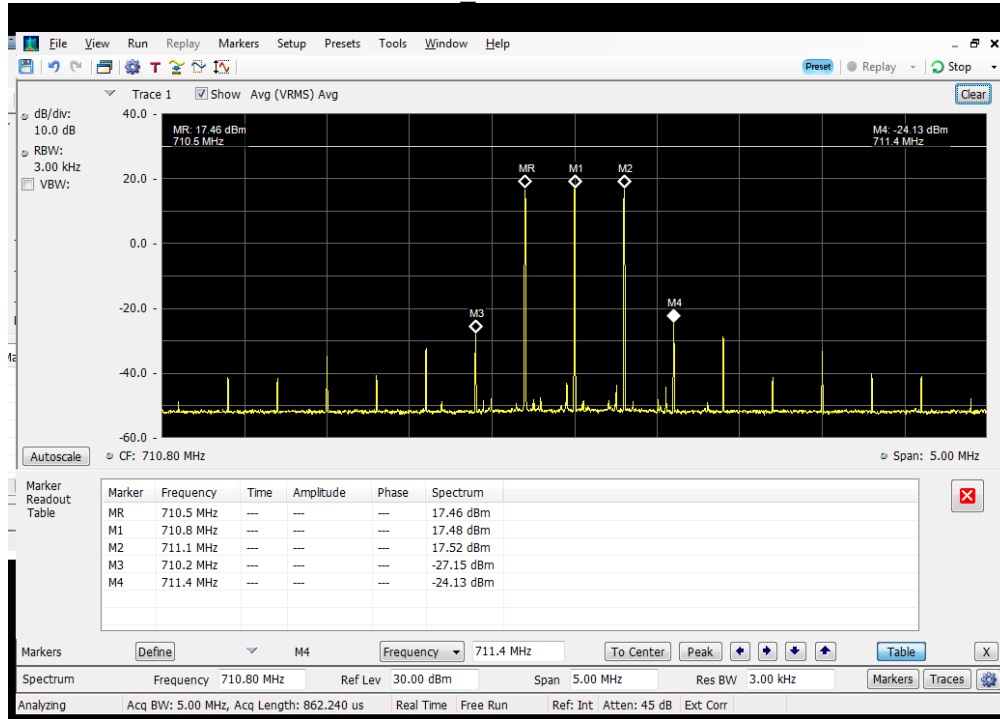 File View Run Replay Markers Setup Presets Tools Window Help
T Preset Replay Stop
Trace 1 Show Avg (VRMS) Avg Clear
dB/div:
10.0 dB
RBW:
3.00 kHz
VBW:
40.0
20.0
0.0
-20.0
-40.0
-60.0
MR: 17.46 dBm
710.5 MHz
M4: -24.13 dBm
711.4 MHz
MR M1 M2
M3 M4
Autoscale CF: 710.80 MHz Span: 5.00 MHz
Marker
Readout
Table
Marker Frequency Time Amplitude Phase Spectrum
MR 710.5 MHz --- --- --- 17.46 dBm
M1 710.8 MHz --- --- --- 17.48 dBm
M2 711.1 MHz --- --- --- 17.52 dBm
M3 710.2 MHz --- --- --- -27.15 dBm
M4 711.4 MHz --- --- --- -24.13 dBm
Markers Define M4 Frequency 711.4 MHz To Center Peak Table X
Spectrum Frequency 710.80 MHz Ref Lev 30.00 dBm Span 5.00 MHz Res BW 3.00 kHz Markers Traces
Analyzing Acq BW: 5.00 MHz, Acq Length: 862.240 us Real Time Free Run Ref: Int Atten: 45 dB Ext Corr